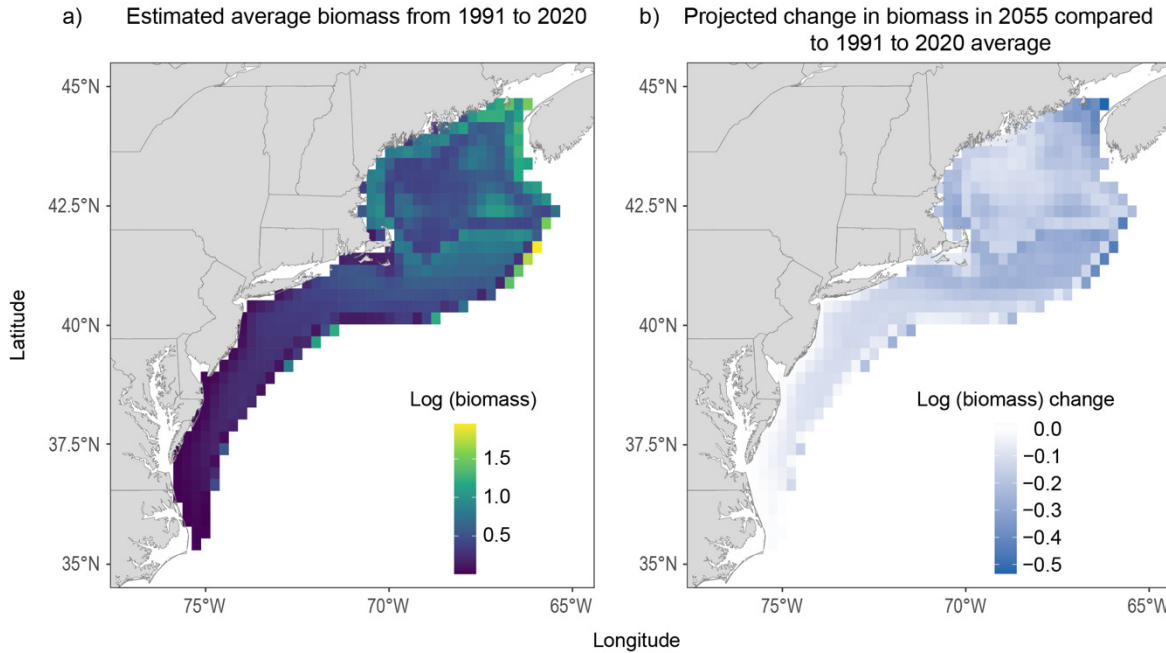 a) Estimated average biomass from 1991 to 2020
b) Projected change in biomass in 2055 compared
to 1991 to 2020 average
Latitude
45°N
42.5°N
40°N
37.5°N
35°N
75°W
70°W
65°W
Log (biomass)
1.5
1.0
0.5
45°N
42.5°N
40°N
37.5°N
35°N
75°W
70°W
65°W
Log (biomass) change
0.0
−0.1
−0.2
−0.3
−0.4
−0.5
Longitude